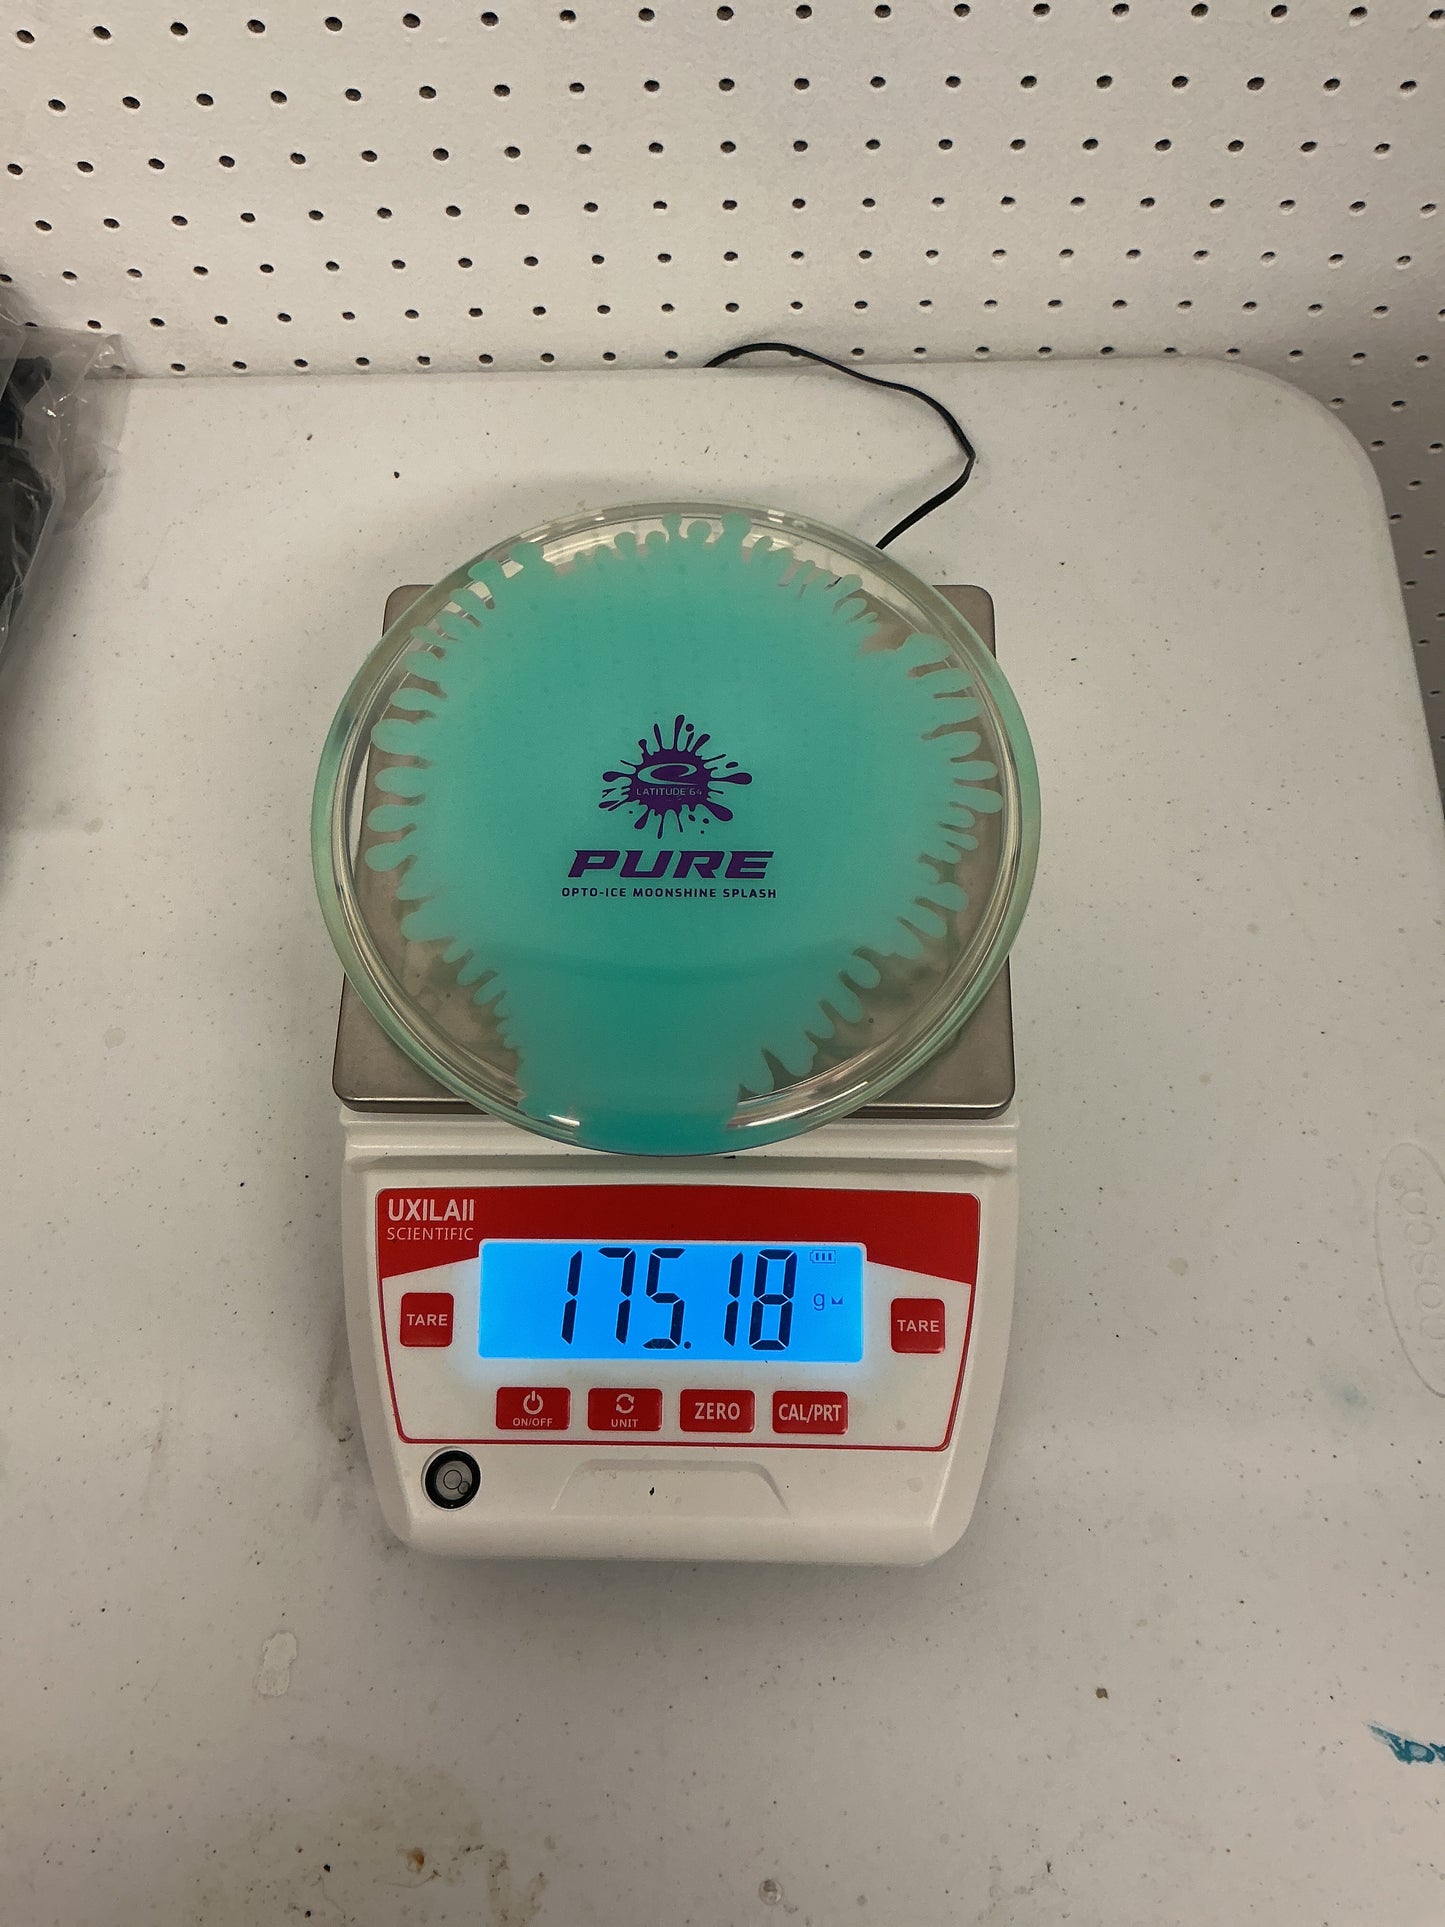 LATITUDE 64
PURE
OPTO-ICE MOONSHINE SPLASH
UXILAII
SCIENTIFIC
175.18 g
TARE
TARE
ON/OFF
UNIT
ZERO
CAL/PRT